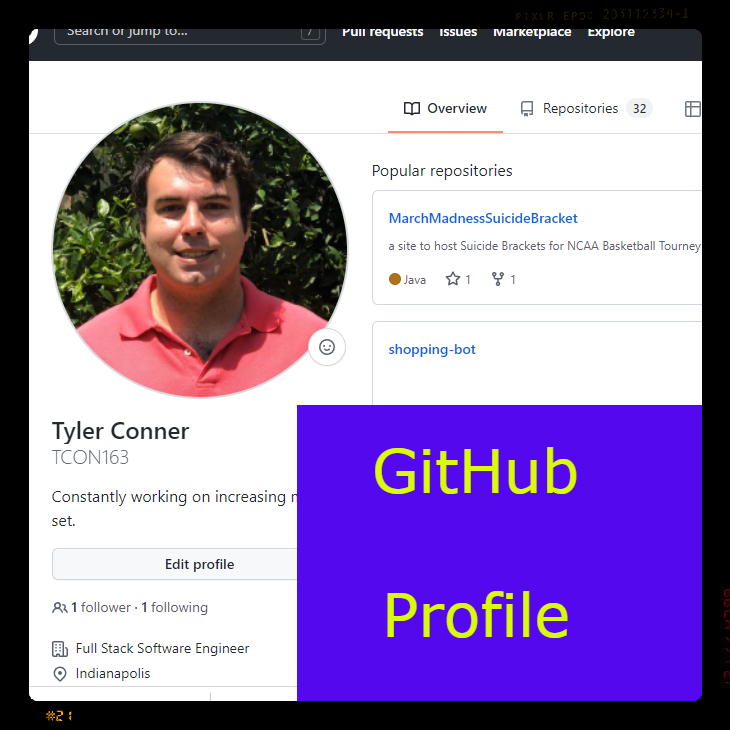 PIXLR EPOC 203112334-1
Search or jump to...
/
Pull requests Issues Marketplace Explore
Overview
Repositories 32
Popular repositories
MarchMadnessSuicideBracket
a site to host Suicide Brackets for NCAA Basketball Tourney
Java 1 1
shopping-bot
Tyler Conner
TCON163
Constantly working on increasing
set.
Edit profile
1 follower · 1 following
Full Stack Software Engineer
Indianapolis
GitHub
Profile
#21